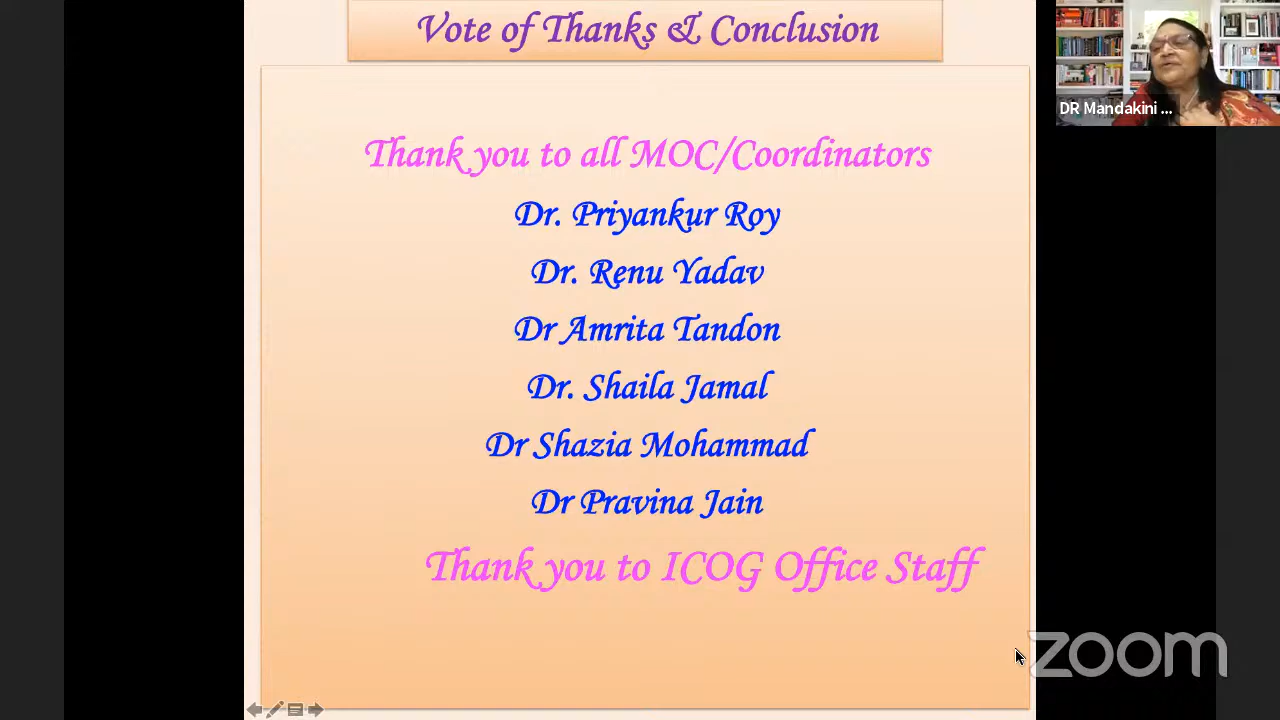 Vote of Thanks & Conclusion
DR Mandakini ...
Thank you to all MOC/Coordinators
Dr. Priyankur Roy
Dr. Renu Yadav
Dr Amrita Tandon
Dr. Shaila Jamal
Dr Shazia Mohammad
Dr Pravina Jain
Thank you to ICOG Office Staff
zoom